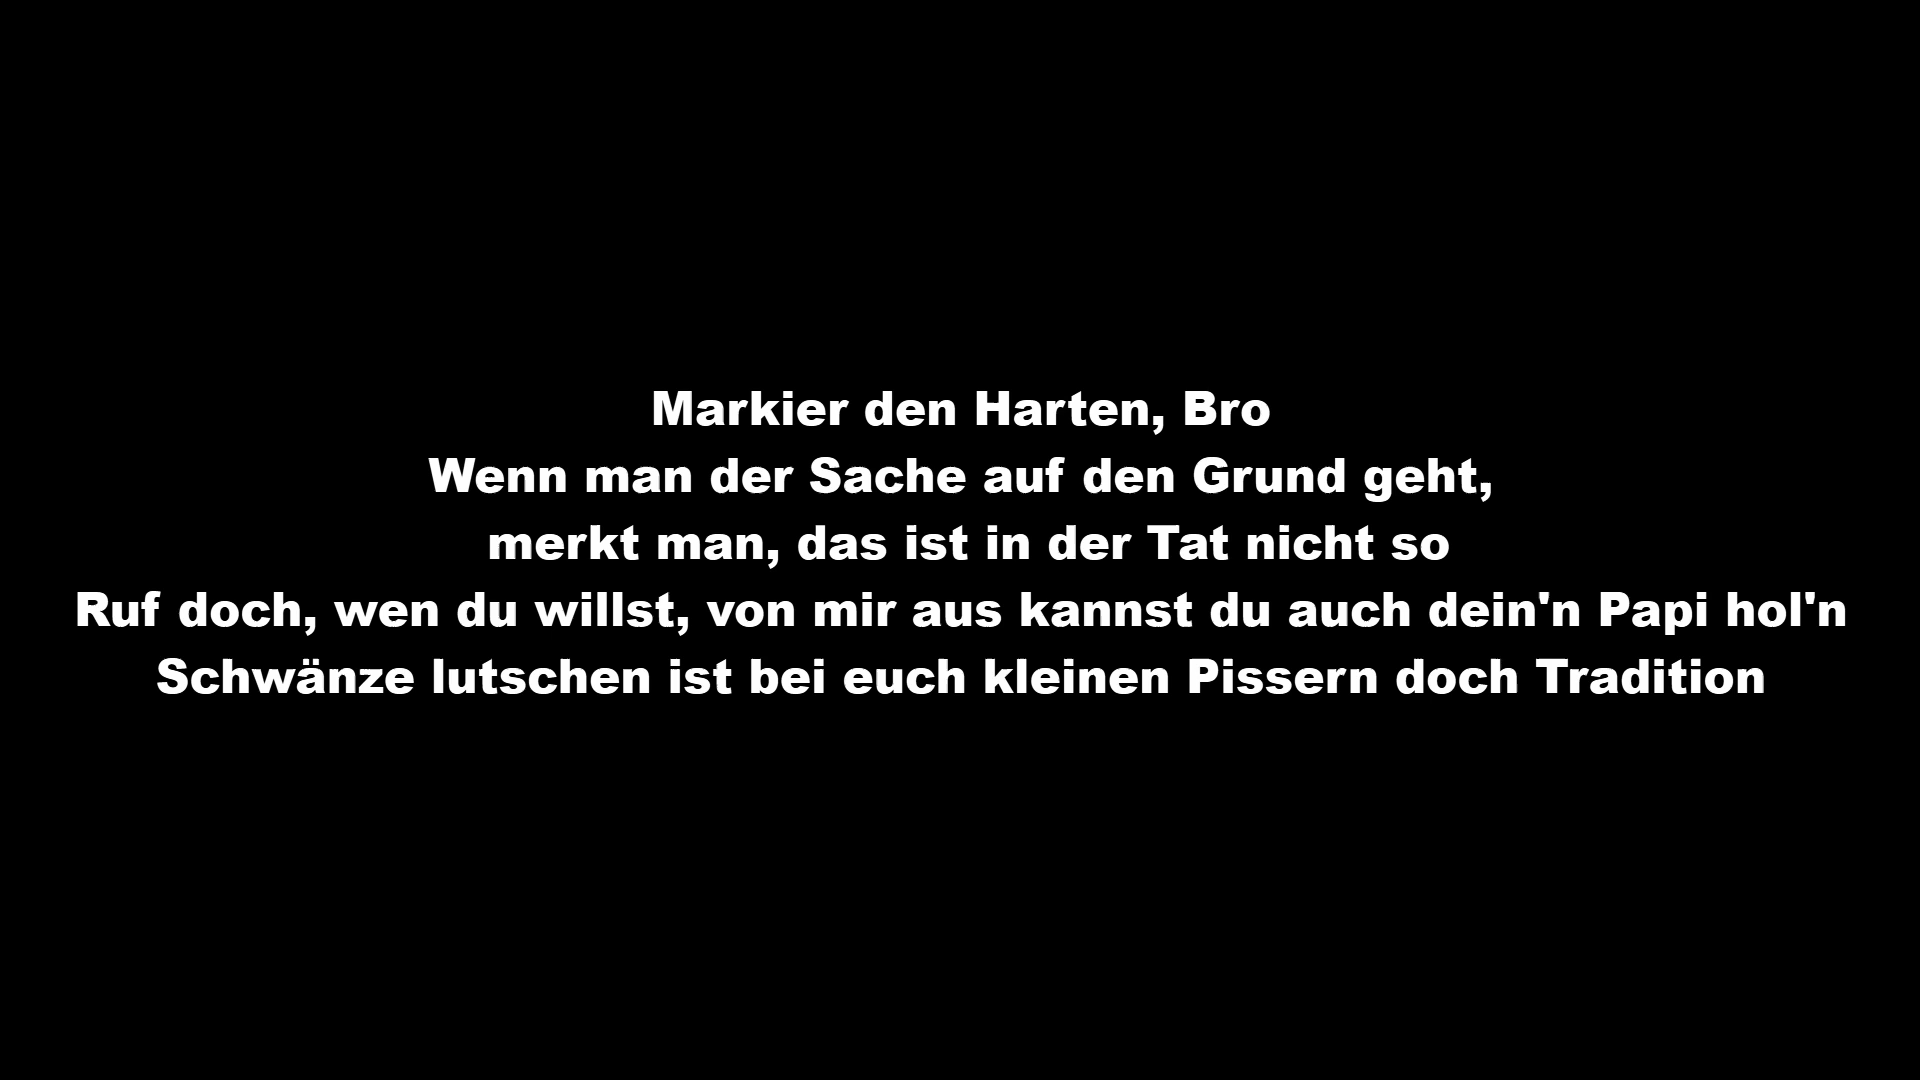 Markier den Harten, Bro
Wenn man der Sache auf den Grund geht,
merkt man, das ist in der Tat nicht so
Ruf doch, wen du willst, von mir aus kannst du auch dein'n Papi hol'n
Schwänze lutschen ist bei euch kleinen Pissern doch Tradition